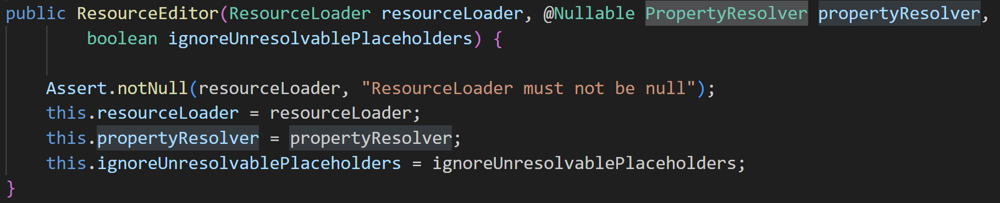 public ResourceEditor(ResourceLoader resourceLoader, @Nullable PropertyResolver propertyResolver,
boolean ignoreUnresolvablePlaceholders) {
Assert.notNull(resourceLoader, "ResourceLoader must not be null");
this.resourceLoader = resourceLoader;
this.propertyResolver = propertyResolver;
this.ignoreUnresolvablePlaceholders = ignoreUnresolvablePlaceholders;
}